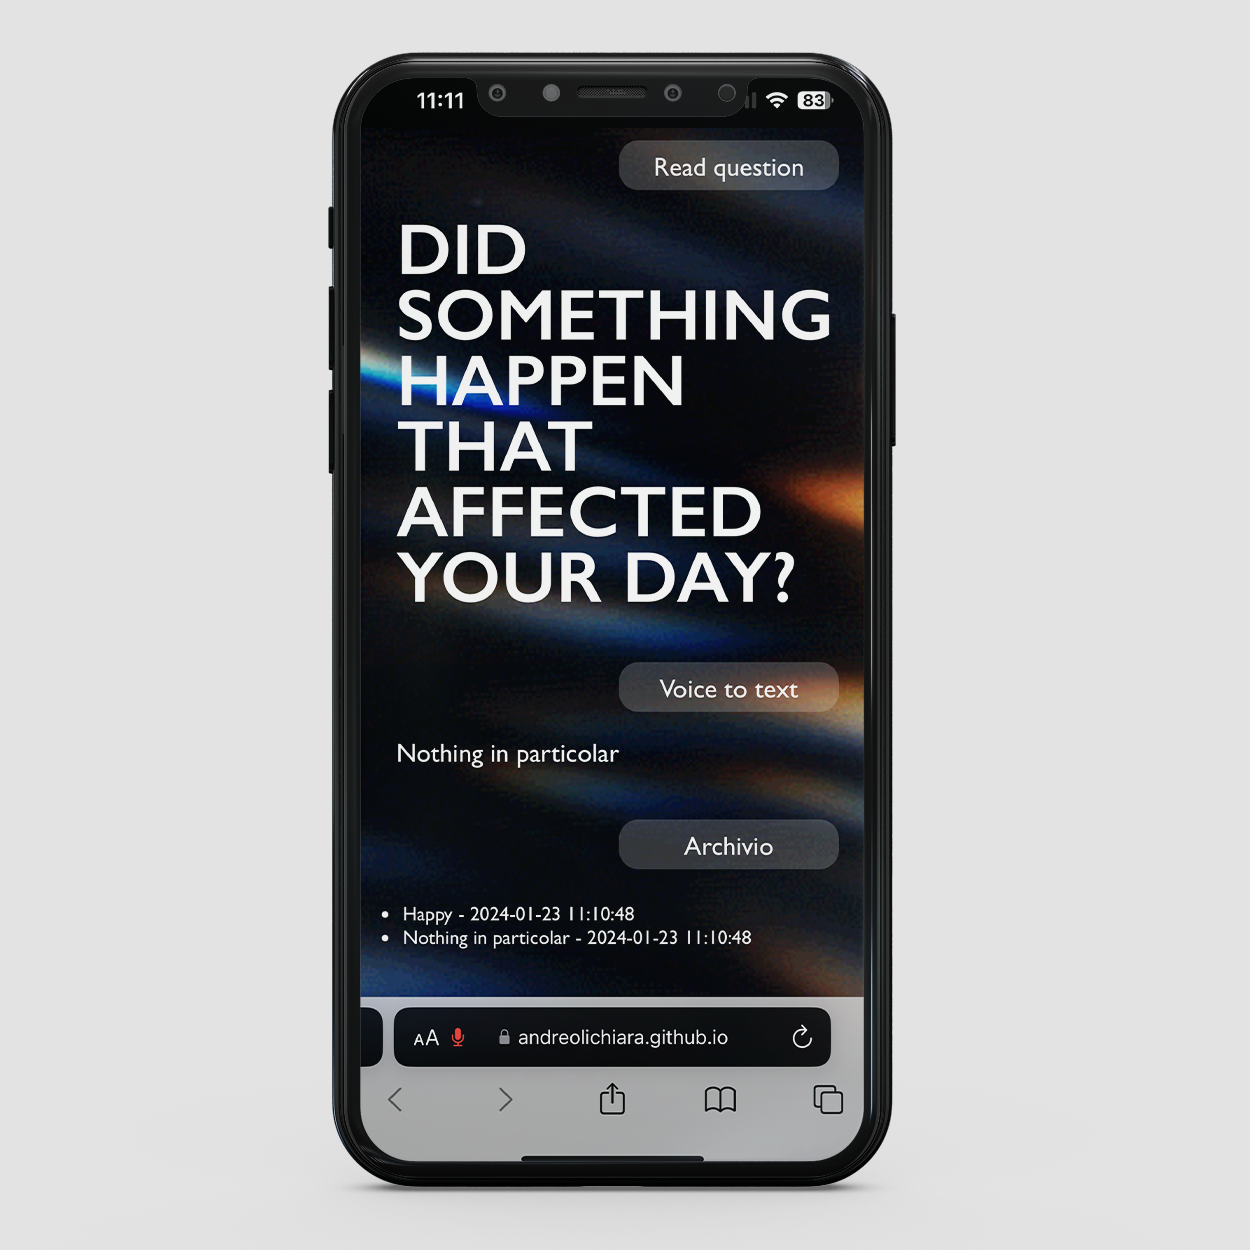 11:11
83
Read question
DID
SOMETHING
HAPPEN
THAT
AFFECTED
YOUR DAY?
Voice to text
Nothing in particolar
Archivio
• Happy - 2024-01-23 11:10:48
• Nothing in particolar - 2024-01-23 11:10:48
AA andreolichiara.github.io